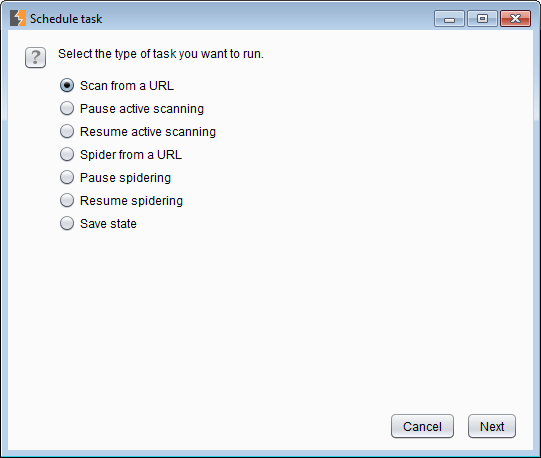 Schedule task
?
Select the type of task you want to run.
Scan from a URL
Pause active scanning
Resume active scanning
Spider from a URL
Pause spidering
Resume spidering
Save state
Cancel Next